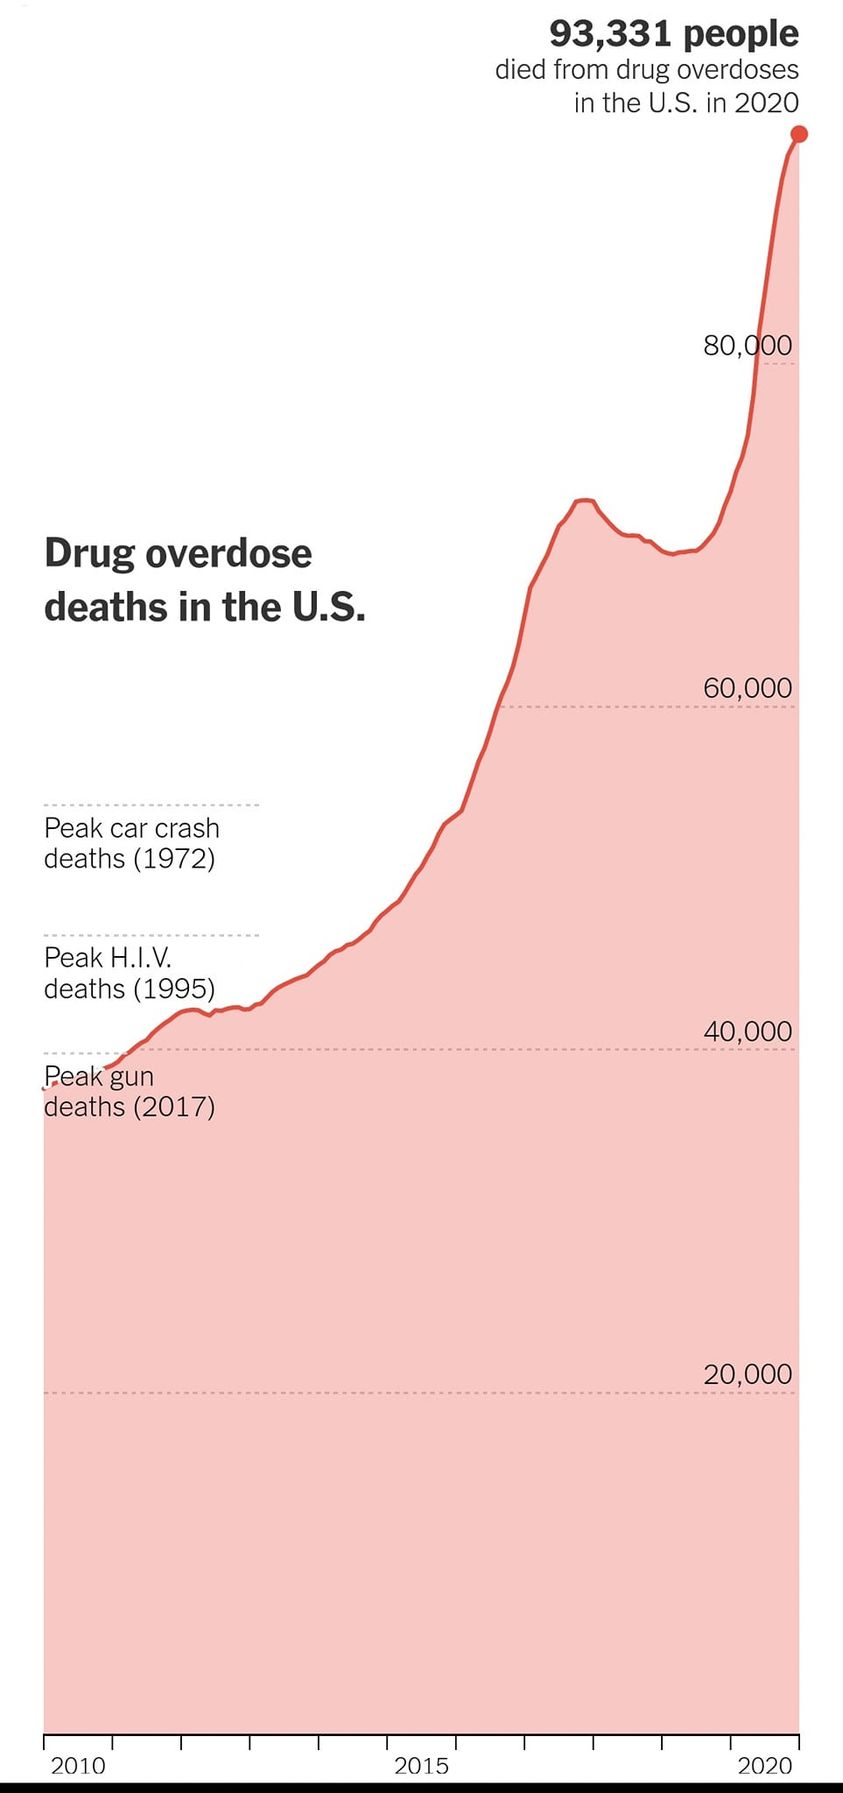 93,331 people
died from drug overdoses
in the U.S. in 2020
80,000
Drug overdose
deaths in the U.S.
60,000
Peak car crash
deaths (1972)
Peak H.I.V.
deaths (1995)
40,000
Peak gun
deaths (2017)
20,000
2010
2015
2020